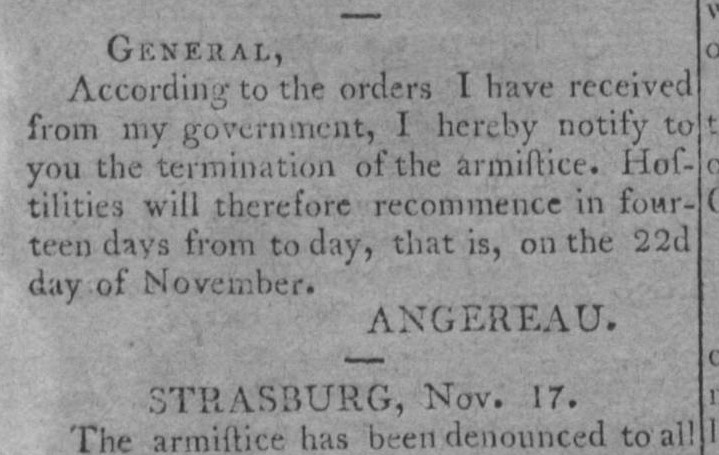 GENERAL,
According to the orders I have received
from my government, I hereby notify to
you the termination of the armiſtice. Hoſ-
tilities will therefore recommence in four-
teen days from to day, that is, on the 22d
day of November.
ANGEREAU.
STRASBURG, Nov. 17.
The armiſtice has been denounced to all